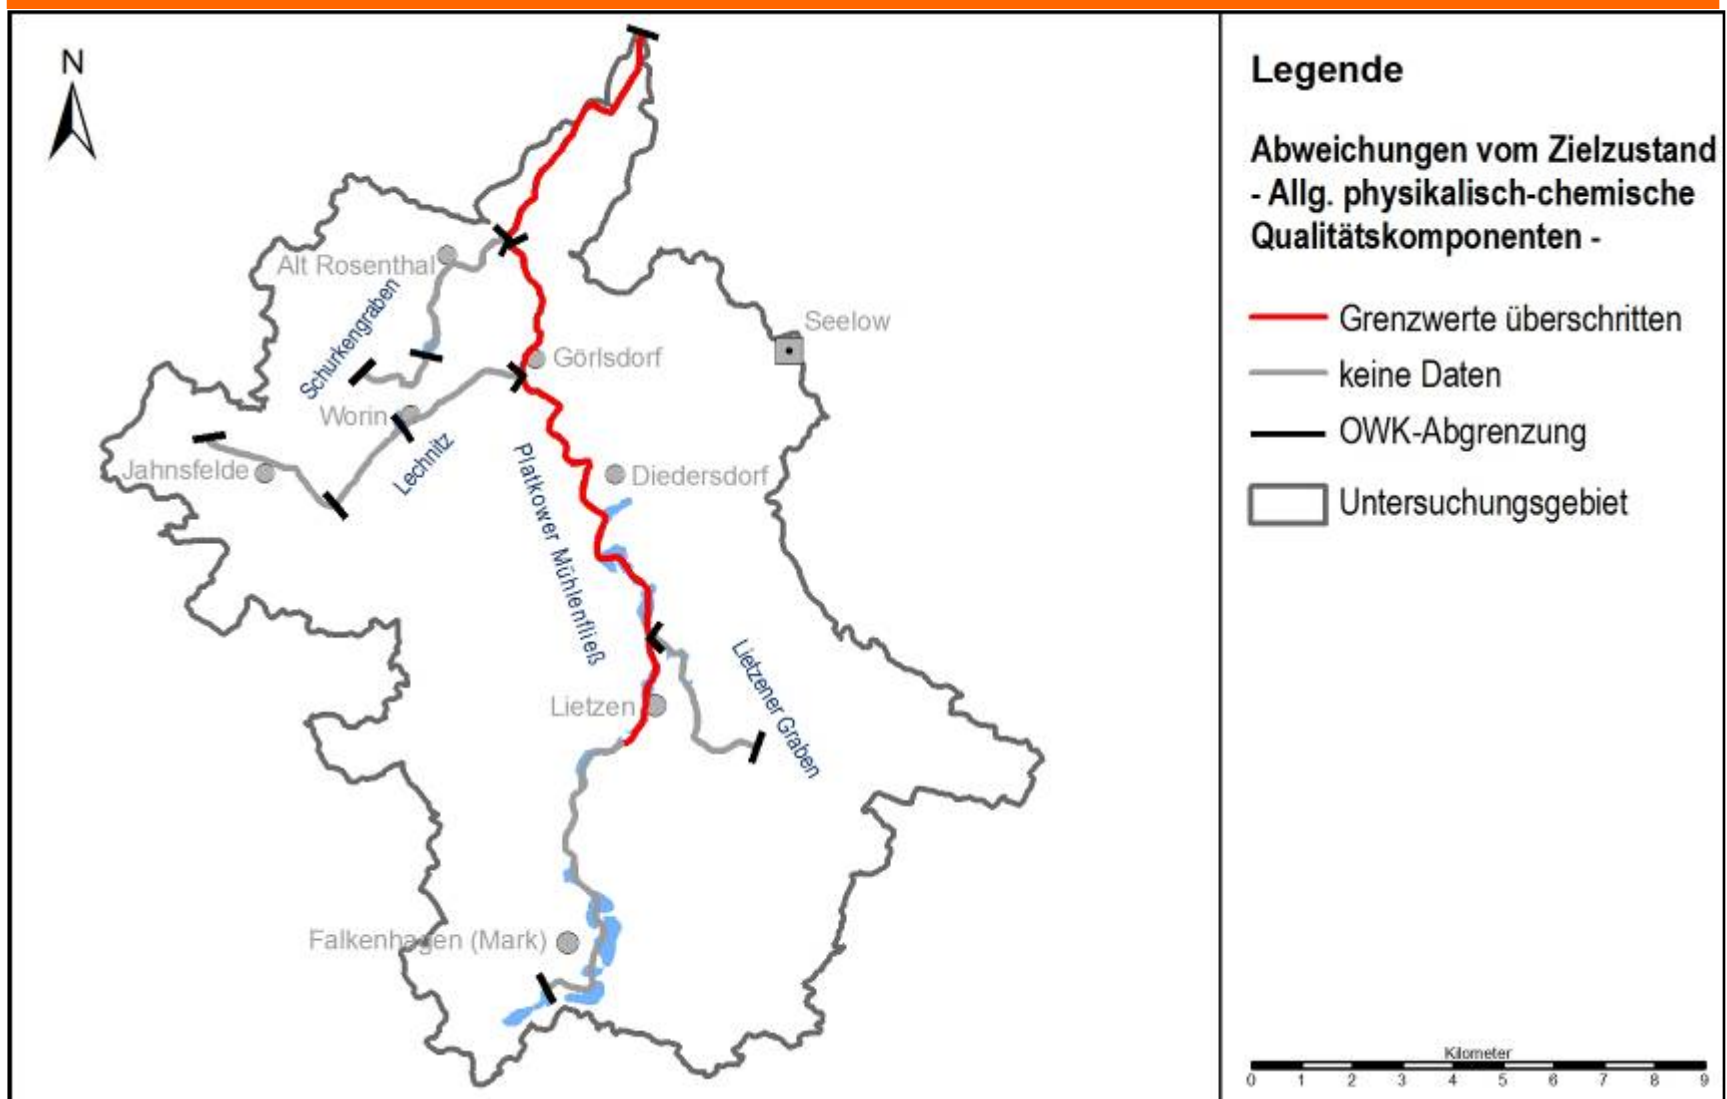 N
Alt Rosenthal
Schurkengraben
Seelow
Görlsdorf
Worin
Lechnitz
Jahnsfelde
Diedersdorf
Platkower Mühlenfließ
Lietzen
Lietzener Graben
Falkenhagen (Mark)
Legende
Abweichungen vom Zielzustand
- Allg. physikalisch-chemische
Qualitätskomponenten -
Grenzwerte überschritten
keine Daten
OWK-Abgrenzung
Untersuchungsgebiet
Kilometer
0 1 2 3 4 5 6 7 8 9